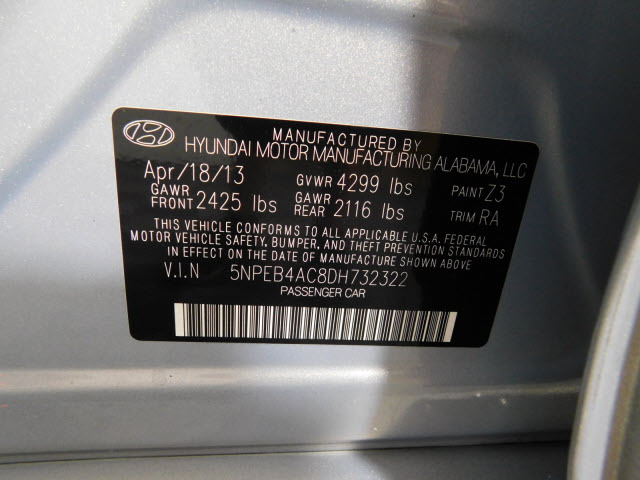 MANUFACTURED BY
HYUNDAI MOTOR MANUFACTURING ALABAMA, LLC
Apr/18/13 GVWR 4299 lbs PAINT Z3
GAWR FRONT 2425 lbs GAWR REAR 2116 lbs TRIM RA
THIS VEHICLE CONFORMS TO ALL APPLICABLE U.S.A. FEDERAL
MOTOR VEHICLE SAFETY, BUMPER, AND THEFT PREVENTION STANDARDS
IN EFFECT ON THE DATE OF MANUFACTURE SHOWN ABOVE
V.I.N 5NPEB4AC8DH732322
PASSENGER CAR